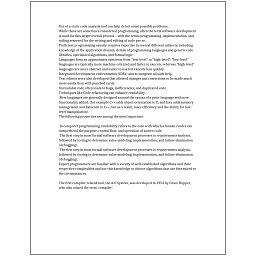 Use of a static code analysis tool can help detect some possible problems.
While these are sometimes considered programming, often the term software development
is used for this larger overall process – with the terms programming, implementation, and
coding reserved for the writing and editing of code per se.
Proficient programming usually requires expertise in several different subjects, including
knowledge of the application domain, details of programming languages and generic code
libraries, specialized algorithms, and formal logic.
Languages form an approximate spectrum from "low-level" to "high-level"; "low-level"
languages are typically more machine-oriented and faster to execute, whereas "high-level"
languages are more abstract and easier to use but execute less quickly.
Integrated development environments (IDEs) aim to integrate all such help.
Text editors were also developed that allowed changes and corrections to be made much
more easily than with punched cards.
Unreadable code often leads to bugs, inefficiencies, and duplicated code.
Techniques like Code refactoring can enhance readability.
New languages are generally designed around the syntax of a prior language with new
functionality added, (for example C++ adds object-orientation to C, and Java adds memory
management and bytecode to C++, but as a result, loses efficiency and the ability for low-
level manipulation).
The following properties are among the most important:
In computer programming, readability refers to the ease with which a human reader can
comprehend the purpose, control flow, and operation of source code.
The first step in most formal software development processes is requirements analysis,
followed by testing to determine value modeling, implementation, and failure elimination
(debugging).
The first step in most formal software development processes is requirements analysis,
followed by testing to determine value modeling, implementation, and failure elimination
(debugging).
Expert programmers are familiar with a variety of well-established algorithms and their
respective complexities and use this knowledge to choose algorithms that are best suited to
the circumstances.
The first compiler related tool, the A-0 System, was developed in 1952 by Grace Hopper,
who also coined the term 'compiler'.